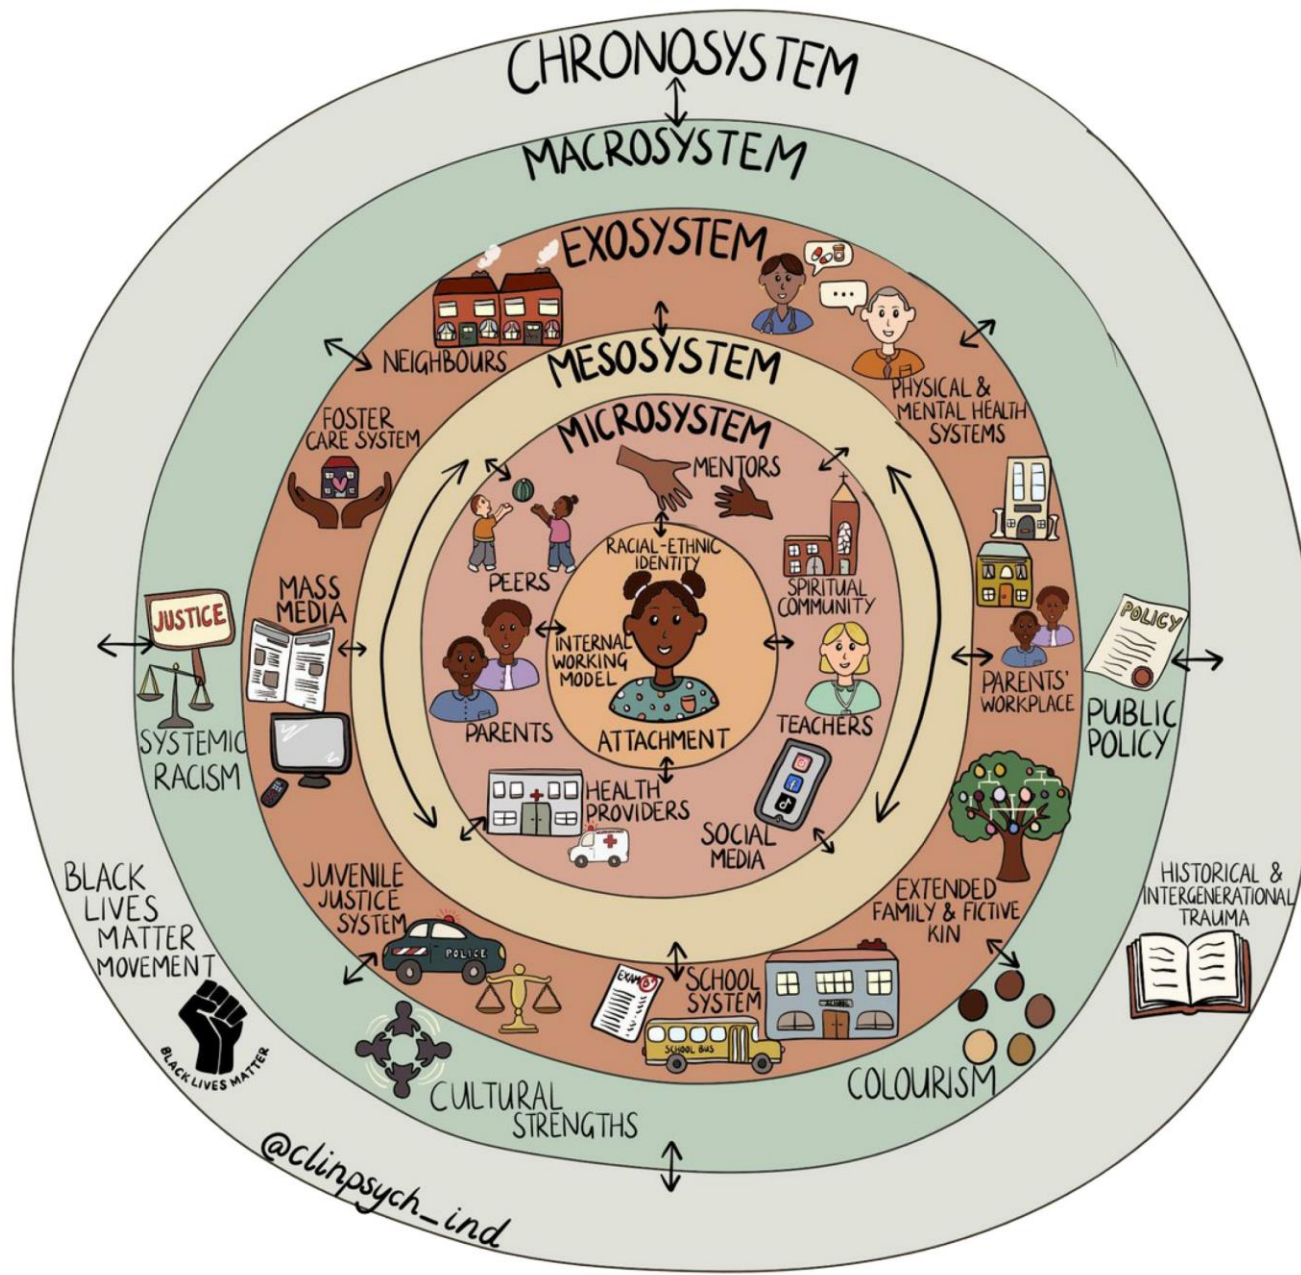 CHRONOSYSTEM
MACROSYSTEM
EXOSYSTEM
NEIGHBOURS
PHYSICAL &
MENTAL HEALTH
SYSTEMS
MESOSYSTEM
FOSTER
CARE SYSTEM
MICROSYSTEM
MENTORS
RACIAL-ETHNIC
IDENTITY
PEERS
SPIRITUAL
COMMUNITY
MASS
MEDIA
JUSTICE
SYSTEMIC
RACISM
INTERNAL
WORKING
MODEL
PARENTS
ATTACHMENT
TEACHERS
PARENTS'
WORKPLACE
POLICY
PUBLIC
POLICY
HEALTH
PROVIDERS
SOCIAL
MEDIA
JUVENILE
JUSTICE
SYSTEM
POLICE
EXTENDED
FAMILY & FICTIVE
KIN
BLACK
LIVES
MATTER
MOVEMENT
BLACK LIVES MATTER
HISTORICAL &
INTERGENERATIONAL
TRAUMA
EXAM
SCHOOL
SYSTEM
SCHOOL
SCHOOL BUS
CULTURAL
STRENGTHS
COLOURISM
@clinpsych_ind